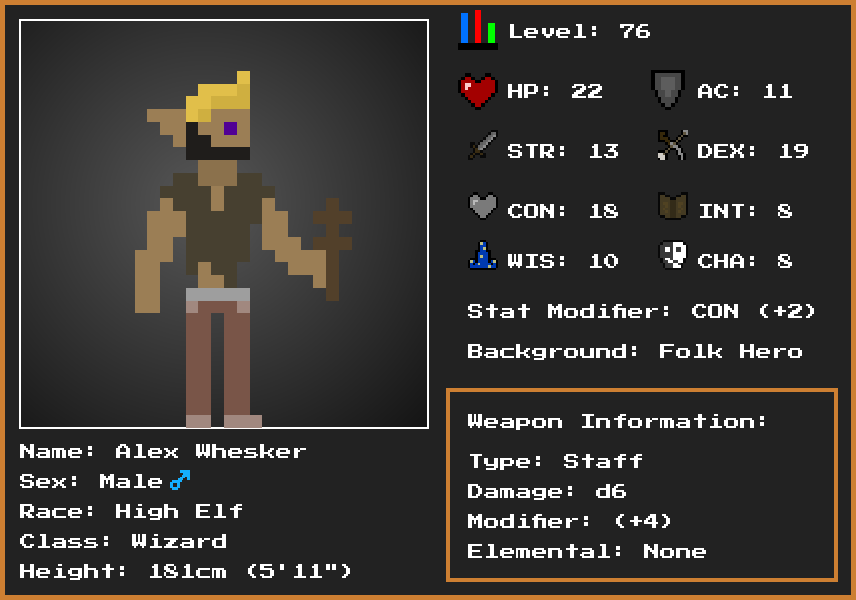 Level: 76
HP: 22 AC: 11
STR: 13 DEX: 19
CON: 18 INT: 8
WIS: 10 CHA: 8
Stat Modifier: CON (+2)
Background: Folk Hero
Weapon Information:
Type: Staff
Damage: d6
Modifier: (+4)
Elemental: None
Name: Alex Whesker
Sex: Male♂
Race: High Elf
Class: Wizard
Height: 181cm (5'11")